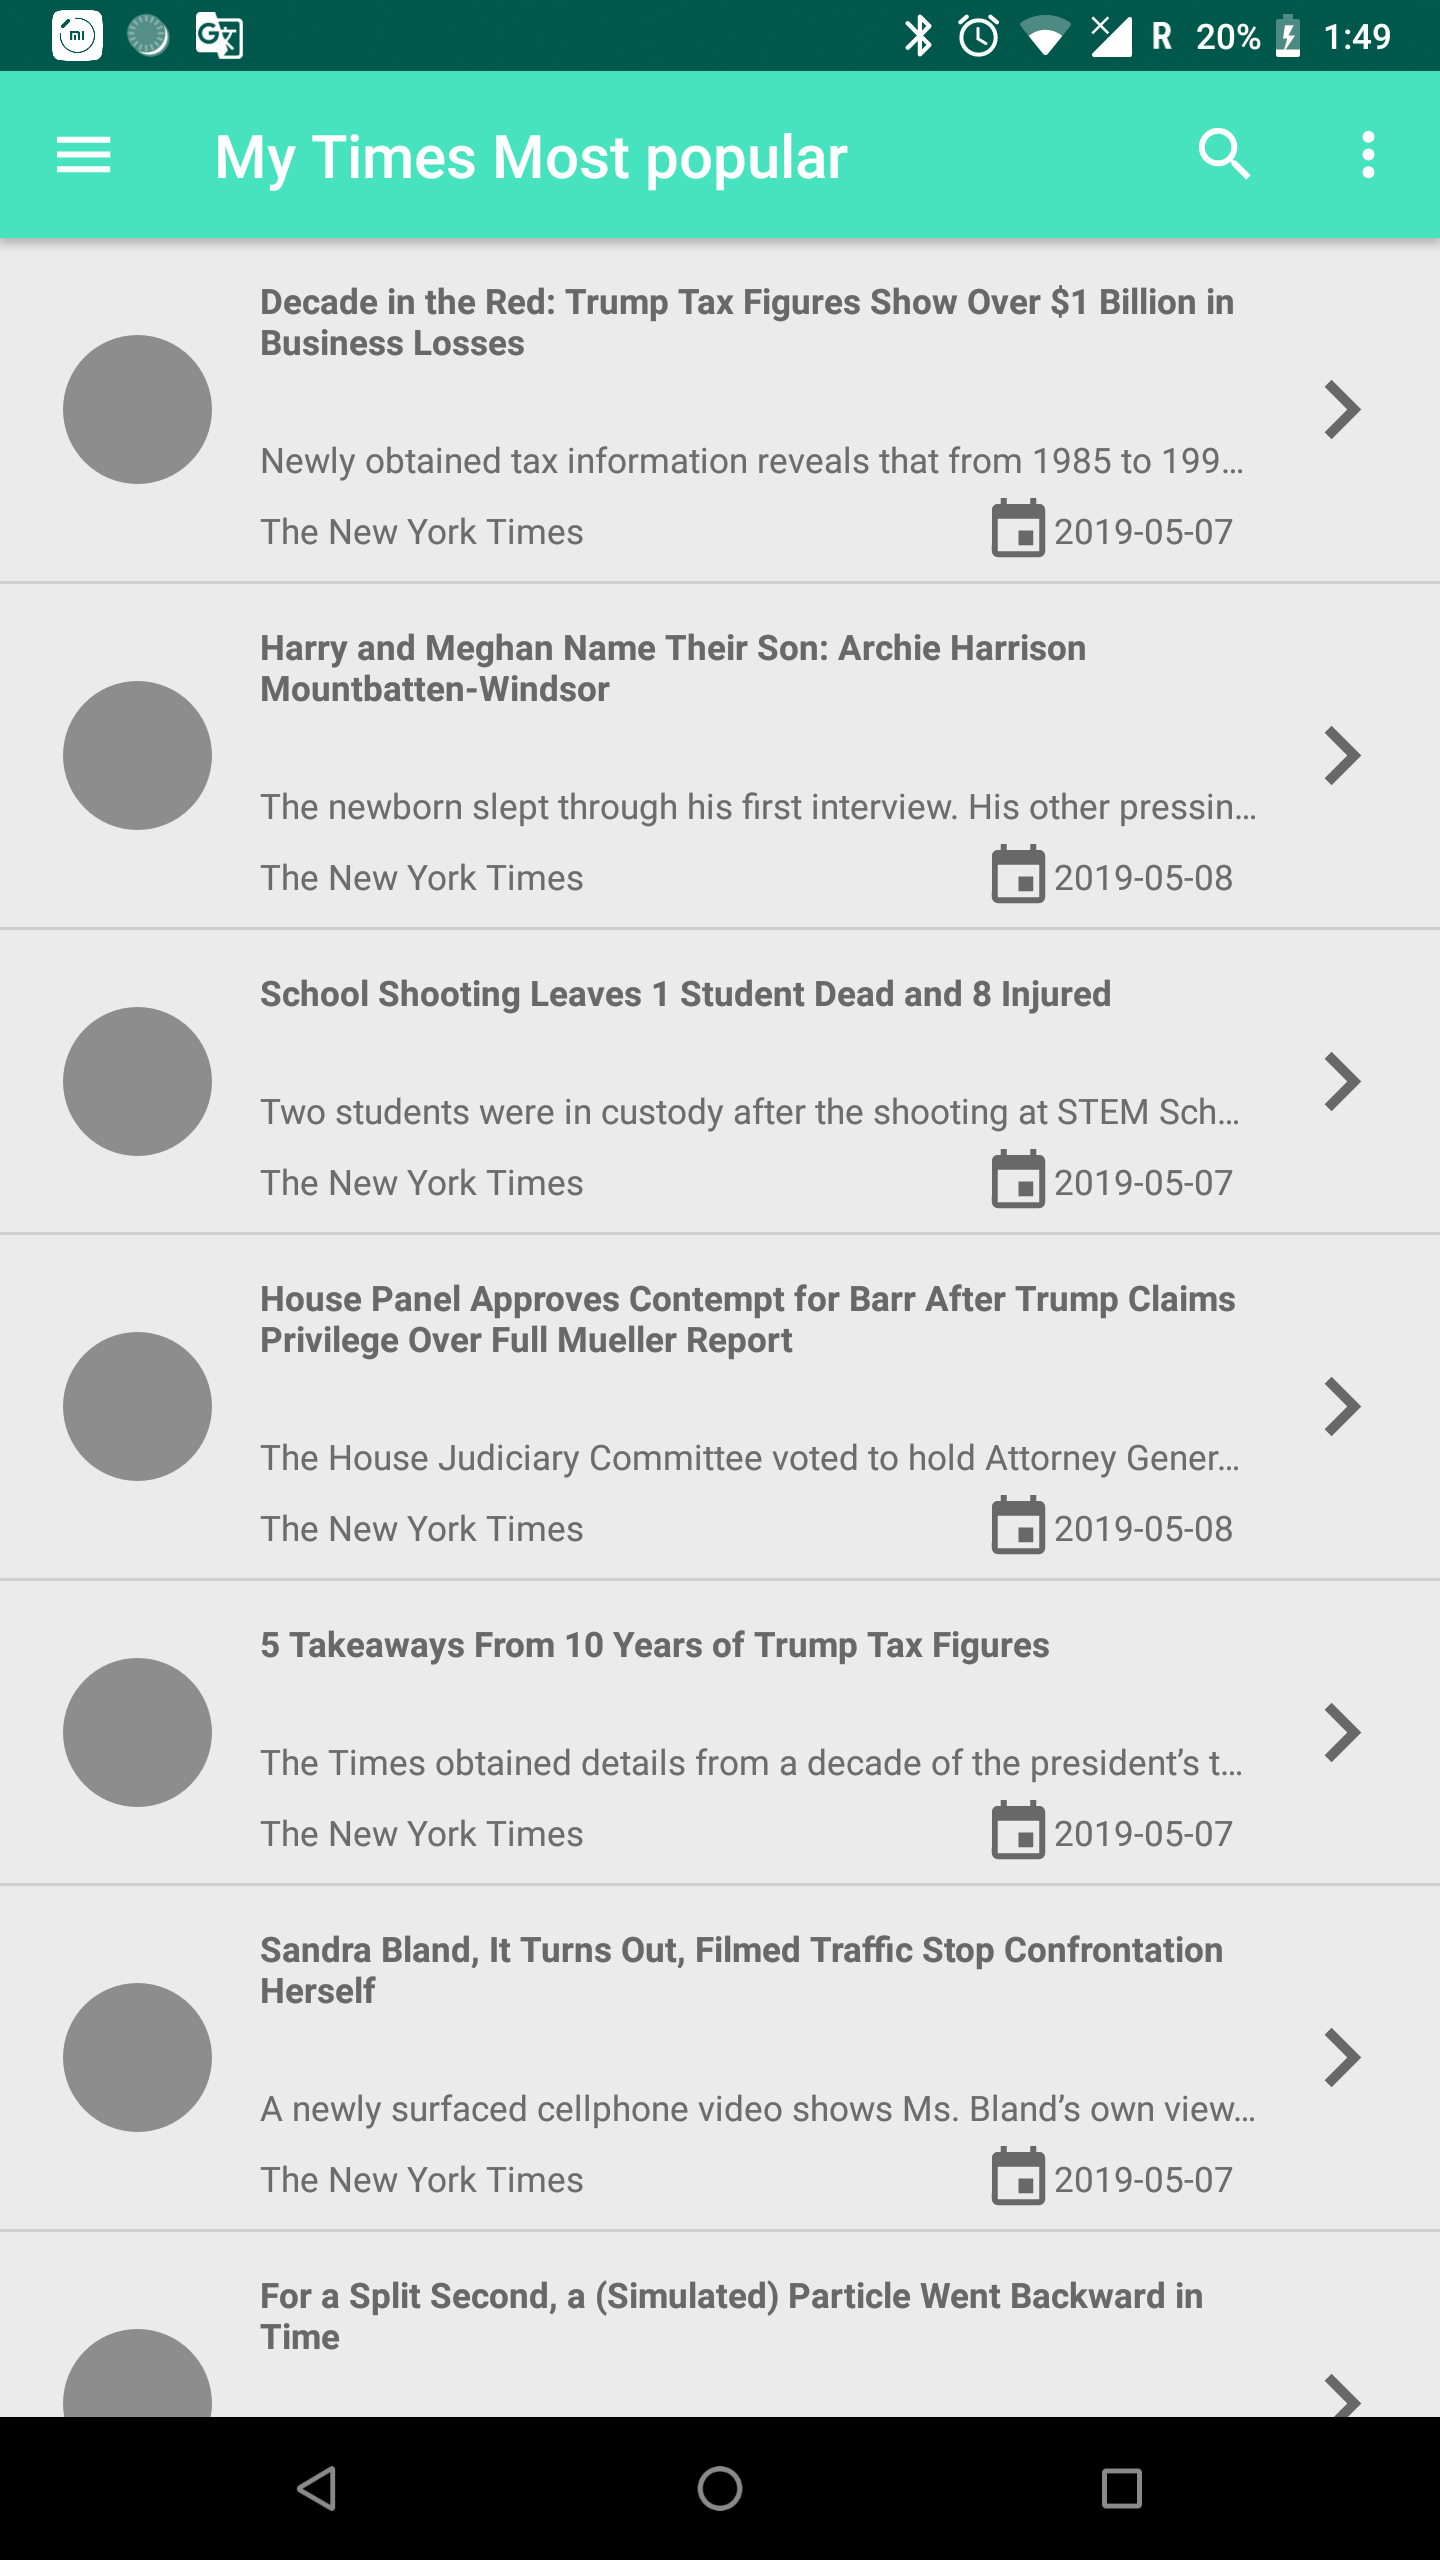 R 20% 1:49
My Times Most popular
Decade in the Red: Trump Tax Figures Show Over $1 Billion in
Business Losses
Newly obtained tax information reveals that from 1985 to 199…
The New York Times 2019-05-07
Harry and Meghan Name Their Son: Archie Harrison
Mountbatten-Windsor
The newborn slept through his first interview. His other pressin…
The New York Times 2019-05-08
School Shooting Leaves 1 Student Dead and 8 Injured
Two students were in custody after the shooting at STEM Sch…
The New York Times 2019-05-07
House Panel Approves Contempt for Barr After Trump Claims
Privilege Over Full Mueller Report
The House Judiciary Committee voted to hold Attorney Gener…
The New York Times 2019-05-08
5 Takeaways From 10 Years of Trump Tax Figures
The Times obtained details from a decade of the president’s t…
The New York Times 2019-05-07
Sandra Bland, It Turns Out, Filmed Traffic Stop Confrontation
Herself
A newly surfaced cellphone video shows Ms. Bland’s own view…
The New York Times 2019-05-07
For a Split Second, a (Simulated) Particle Went Backward in
Time